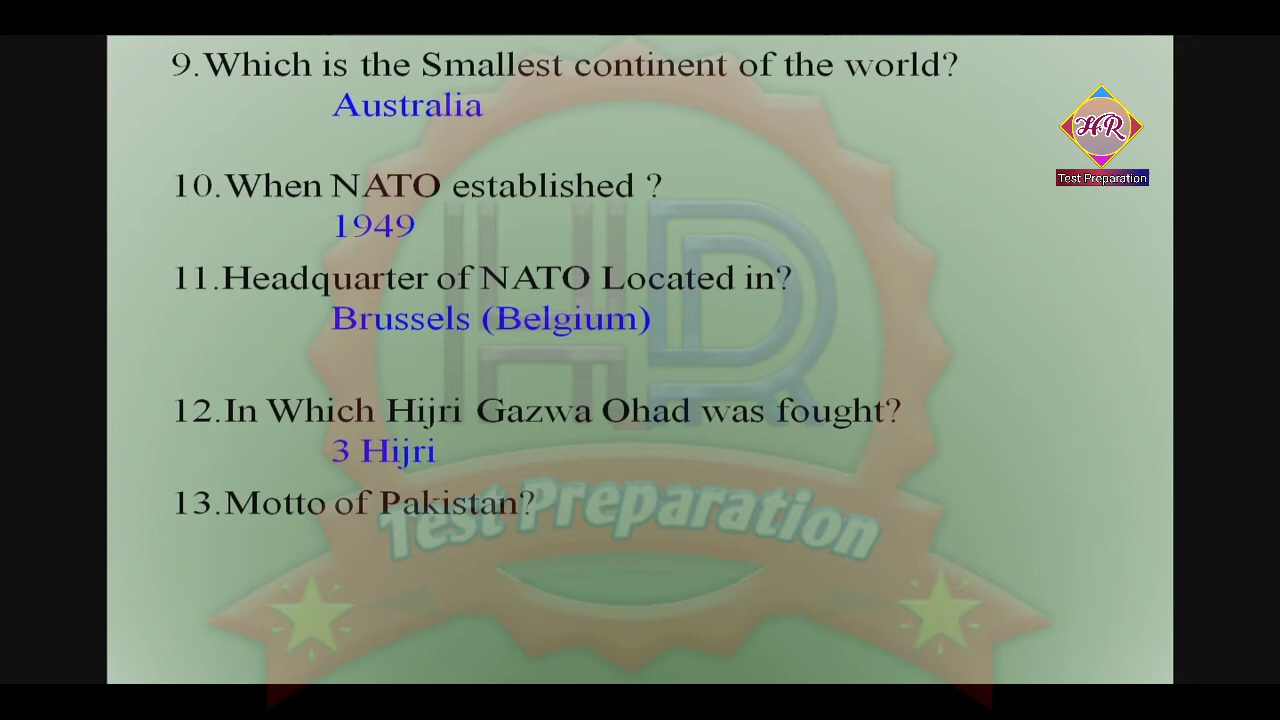 9.Which is the Smallest continent of the world?
Australia
HR
Test Preparation
10.When NATO established ?
1949
11.Headquarter of NATO Located in?
Brussels (Belgium)
12.In Which Hijri Gazwa Ohad was fought?
3 Hijri
13.Motto of Pakistan?
Test Preparation